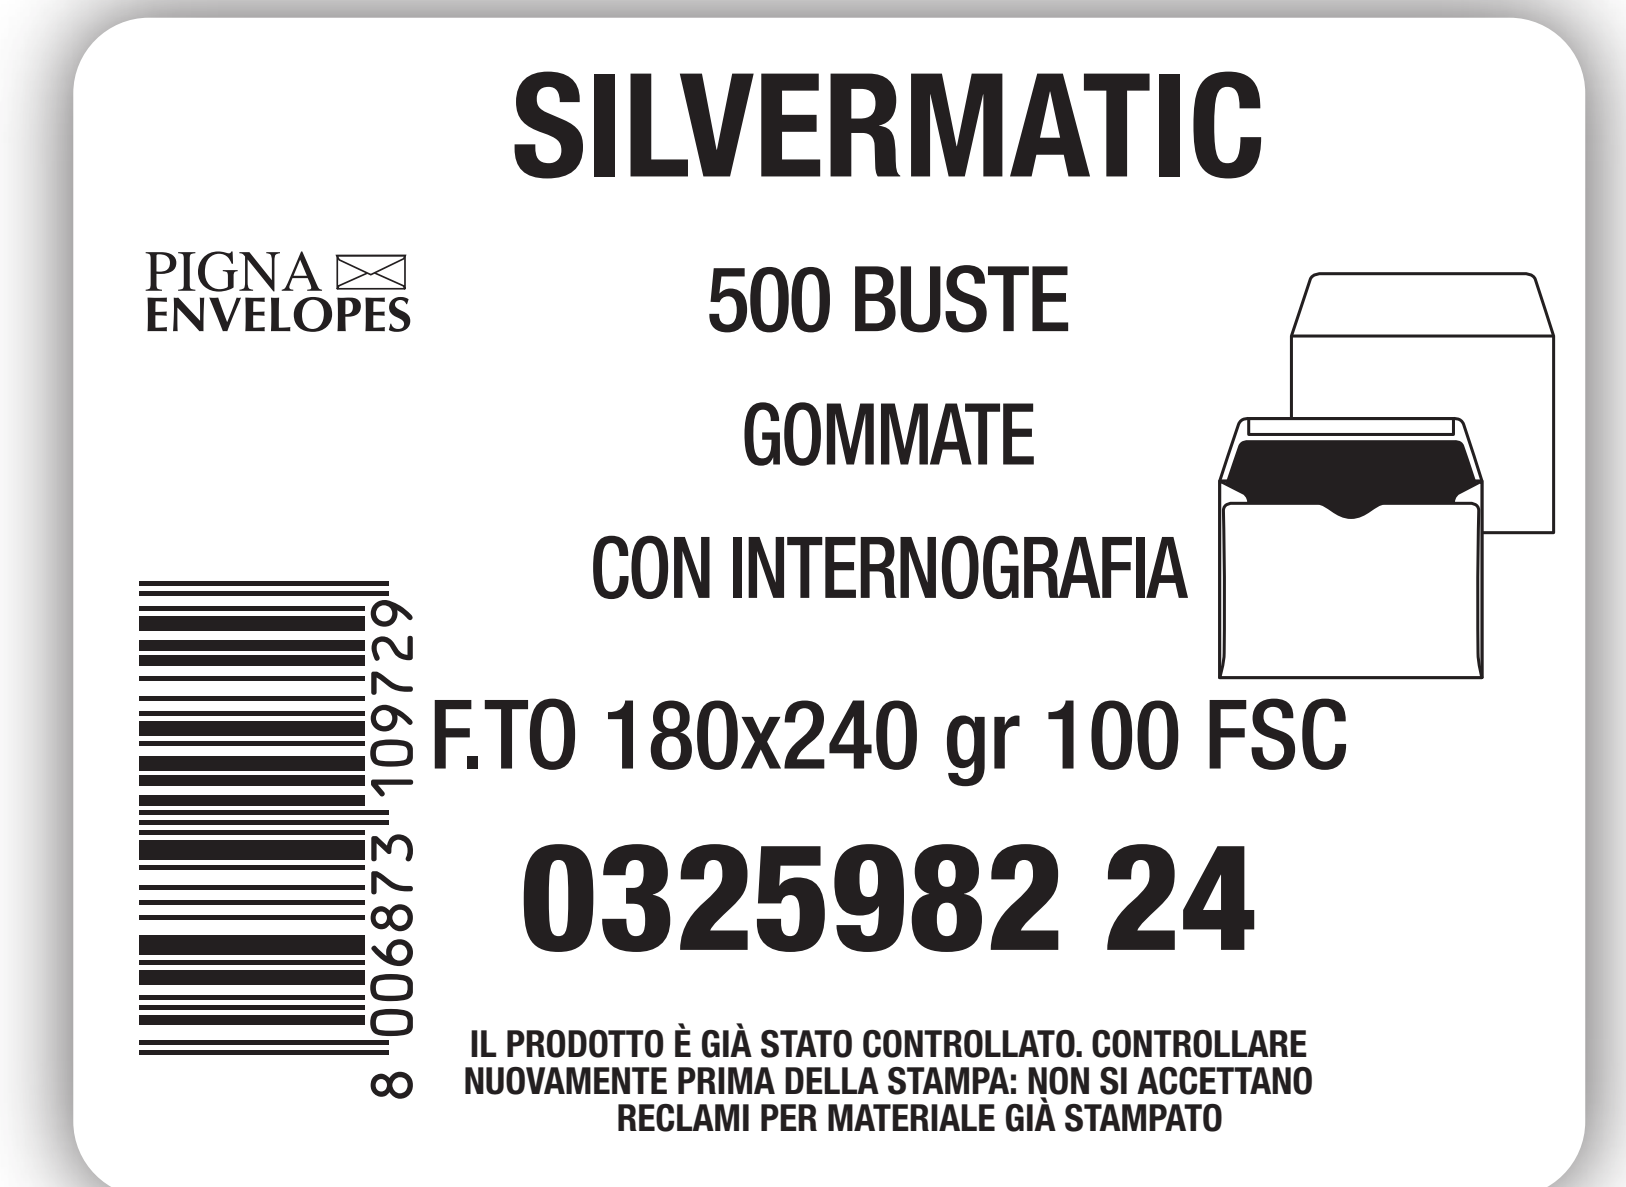 SILVERMATIC
PIGNA
ENVELOPES
500 BUSTE
GOMMATE
CON INTERNOGRAFIA
F.TO 180x240 gr 100 FSC
0325982 24
8 006873 109729
IL PRODOTTO È GIÀ STATO CONTROLLATO. CONTROLLARE
NUOVAMENTE PRIMA DELLA STAMPA: NON SI ACCETTANO
RECLAMI PER MATERIALE GIÀ STAMPATO